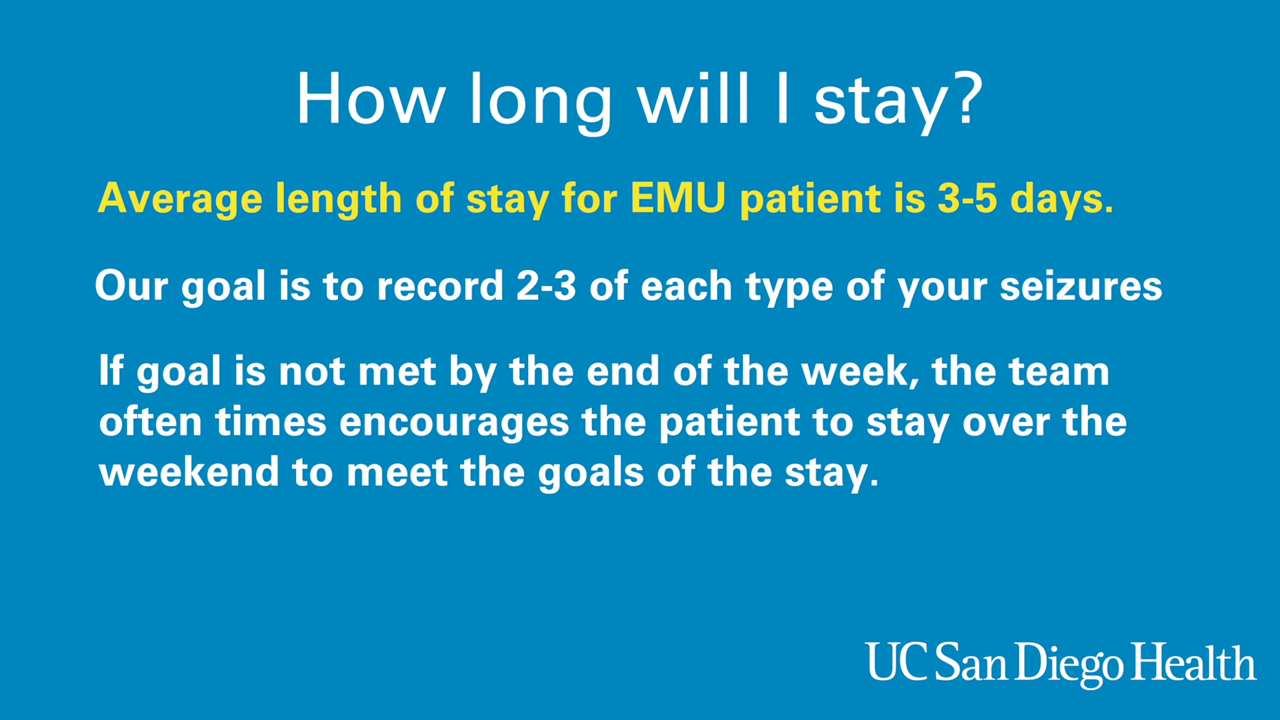 How long will I stay?
Average length of stay for EMU patient is 3-5 days.
Our goal is to record 2-3 of each type of your seizures
If goal is not met by the end of the week, the team
often times encourages the patient to stay over the
weekend to meet the goals of the stay.
UC San Diego Health